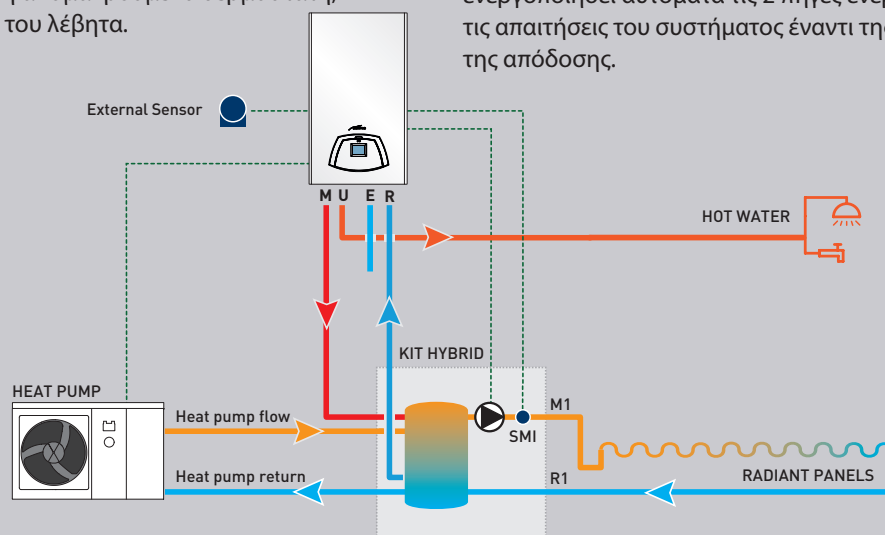 του λέβητα.
τις απαιτήσεις του συστήματος έναντι της
της απόδοσης.
External Sensor
M U E R
HOT WATER
KIT HYBRID
HEAT PUMP
Heat pump flow
M1
SMI
Heat pump return
R1
RADIANT PANELS